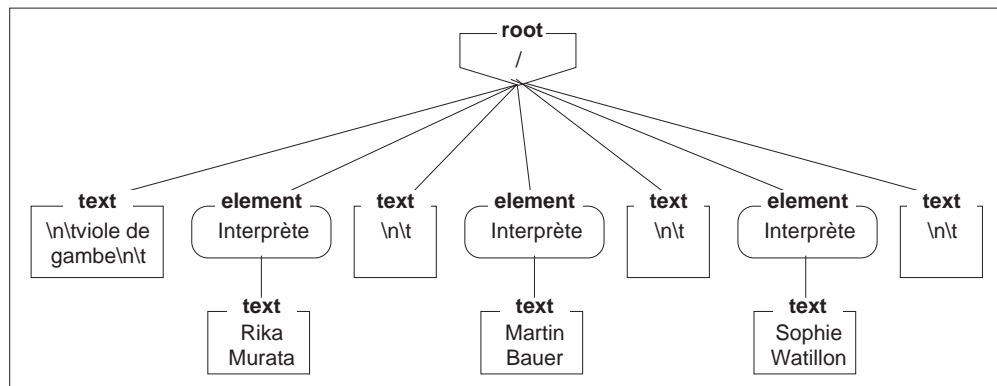 root
/
text
element
text
element
text
element
text
\n\tviole de
gambe\n\t
Interprète
\n\t
Interprète
\n\t
Interprète
\n\t
text
text
text
Rika
Murata
Martin
Bauer
Sophie
Watillon